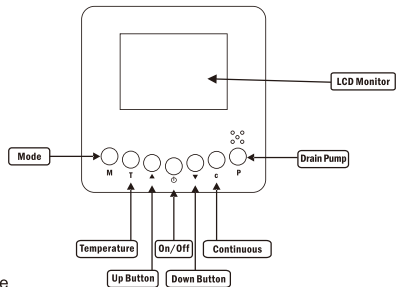 LCD Monitor
Mode
Drain Pump
M T ▲ ⏻ ▼ c P
Temperature
On/Off
Continuous
Up Button
Down Button
e